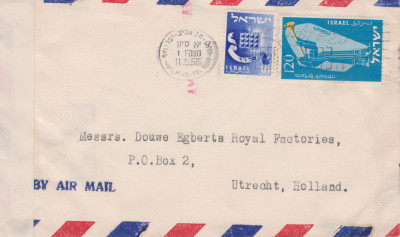 ישראל
ISRAEL
ISRAEL
120
ישראל
Messrs. Douwe Egberts Royal Factories,
P.O.Box 2,
Utrecht, Holland.
BY AIR MAIL